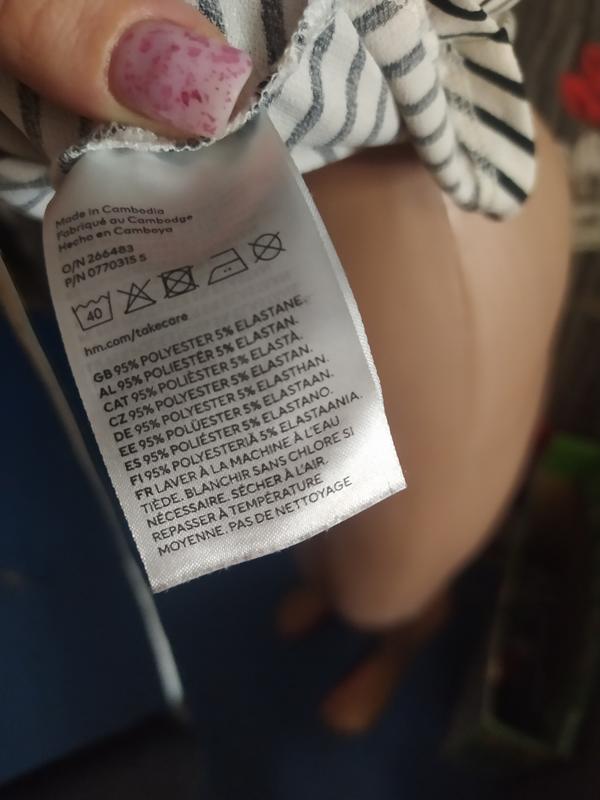 Made in Cambodia
Fabriqué au Cambodge
Hecho en Camboya
O/N 266483
P/N 0770315 5
40
hm.com/takecare
GB 95% POLYESTER 5% ELASTANE.
AL 95% POLIESTËR 5% ELASTAN.
CAT 95% POLIÈSTER 5% ELASTÀ.
CZ 95% POLYESTER 5% ELASTAN.
DE 95% POLYESTER 5% ELASTHAN.
EE 95% POLÜESTER 5% ELASTAAN.
ES 95% POLIÉSTER 5% ELASTANO.
FI 95% POLYESTERIÄ 5% ELASTAANIA.
FR LAVER À LA MACHINE À L'EAU
TIÈDE. BLANCHIR SANS CHLORE SI
NÉCESSAIRE. SÉCHER À L'AIR.
REPASSER À TEMPÉRATURE
MOYENNE. PAS DE NETTOYAGE